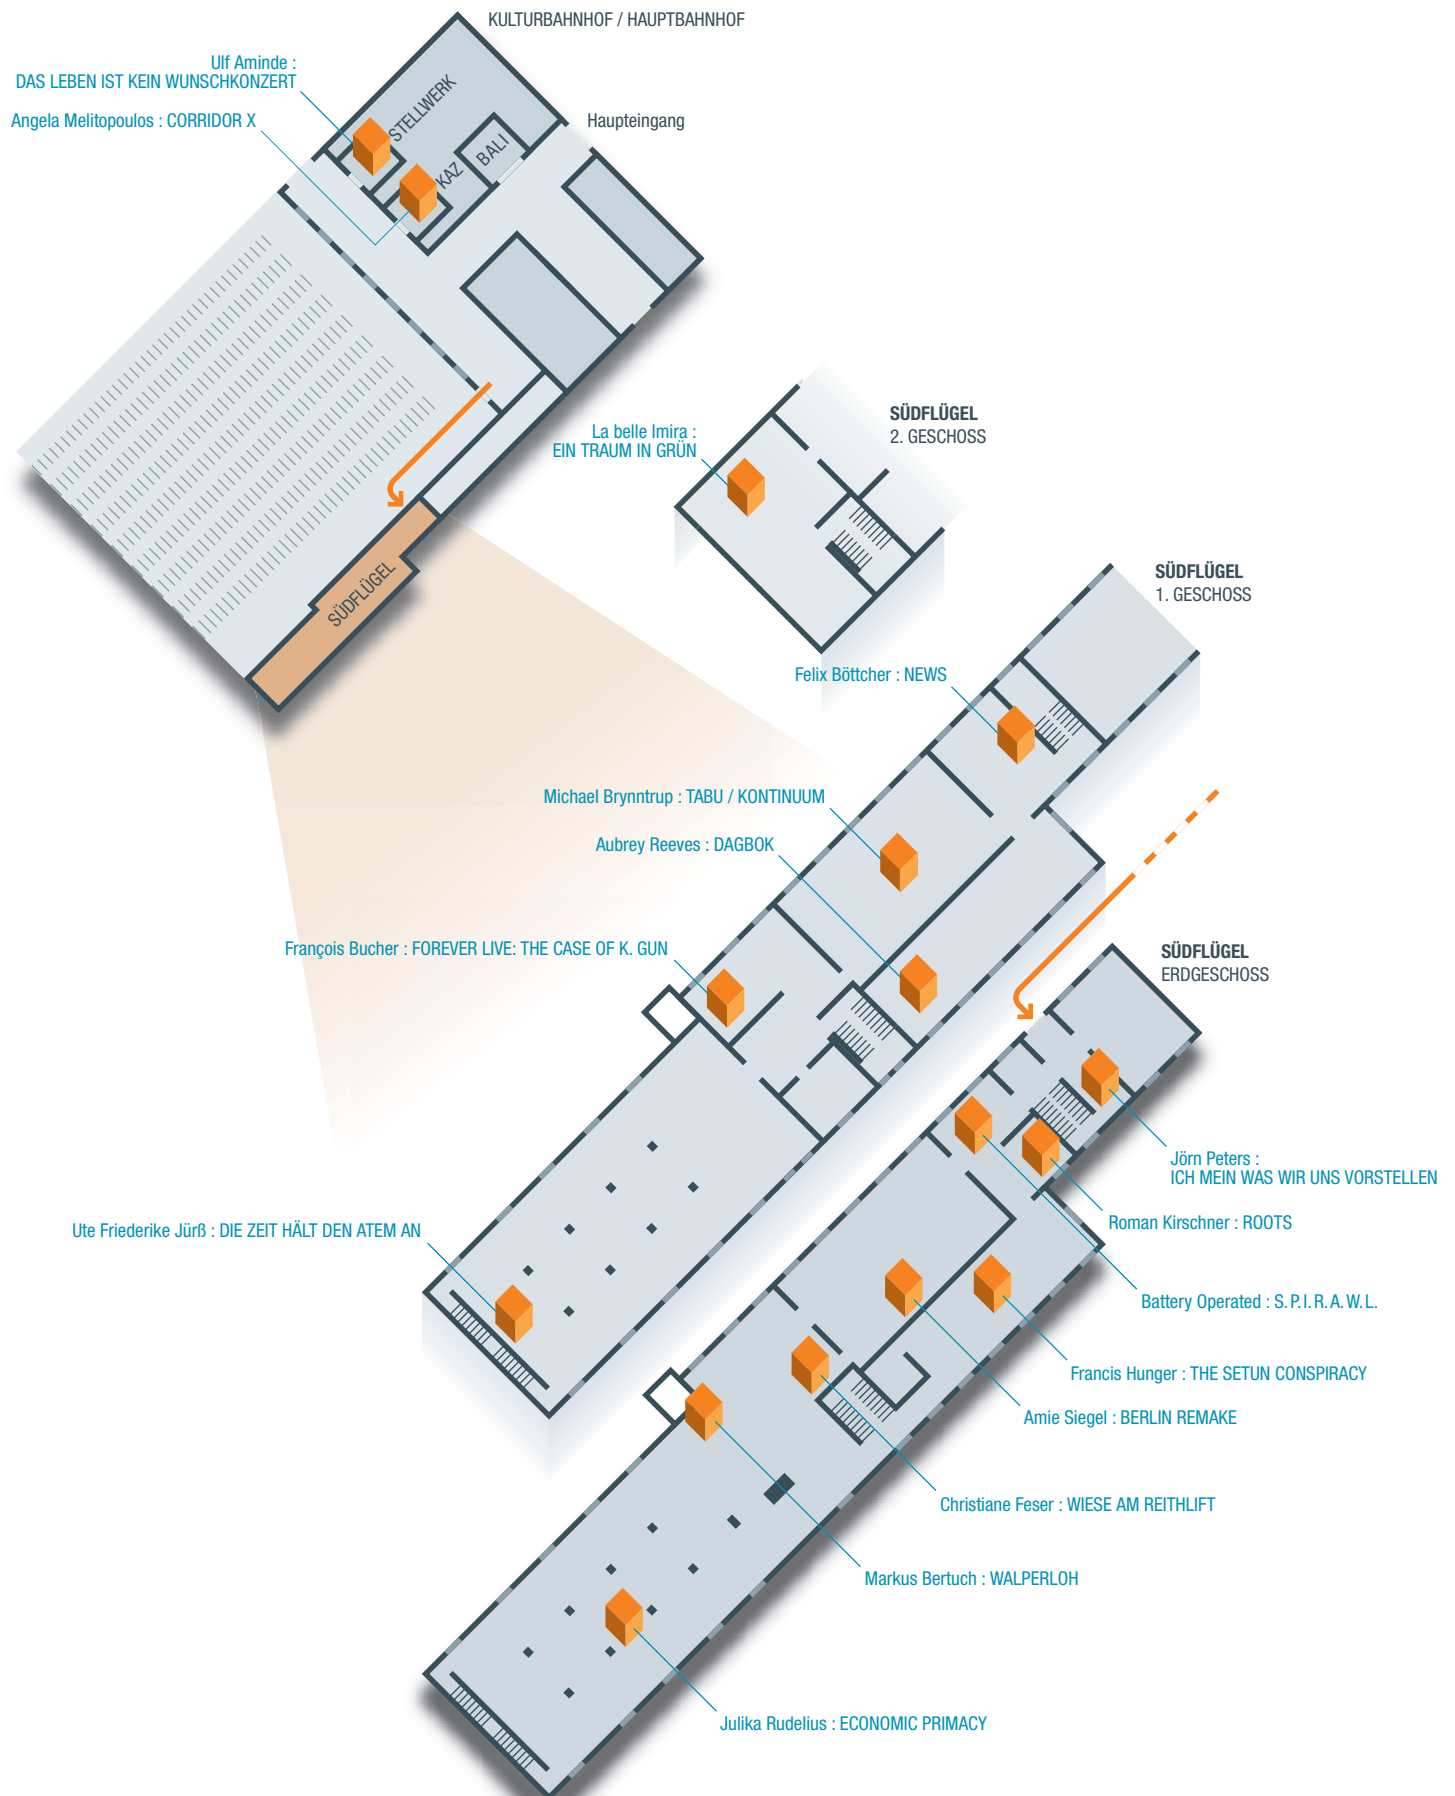 KULTURBAHNHOF / HAUPTBAHNHOF
Ulf Aminde :
DAS LEBEN IST KEIN WUNSCHKONZERT
Angela Melitopoulos : CORRIDOR X
Haupteingang
STELLWERK
KAZ
BALI
SÜDFLÜGEL
SÜDFLÜGEL
2. GESCHOSS
La belle Imira :
EIN TRAUM IN GRÜN
SÜDFLÜGEL
1. GESCHOSS
Felix Böttcher : NEWS
Michael Brynntrup : TABU / KONTINUUM
Aubrey Reeves : DAGBOK
François Bucher : FOREVER LIVE: THE CASE OF K. GUN
Ute Friederike Jürß : DIE ZEIT HÄLT DEN ATEM AN
SÜDFLÜGEL
ERDGESCHOSS
Jörn Peters :
ICH MEIN WAS WIR UNS VORSTELLEN
Roman Kirschner : ROOTS
Battery Operated : S.P.I.R.A.W.L.
Francis Hunger : THE SETUN CONSPIRACY
Amie Siegel : BERLIN REMAKE
Christiane Feser : WIESE AM REITHLIFT
Markus Bertuch : WALPERLOH
Julika Rudelius : ECONOMIC PRIMACY